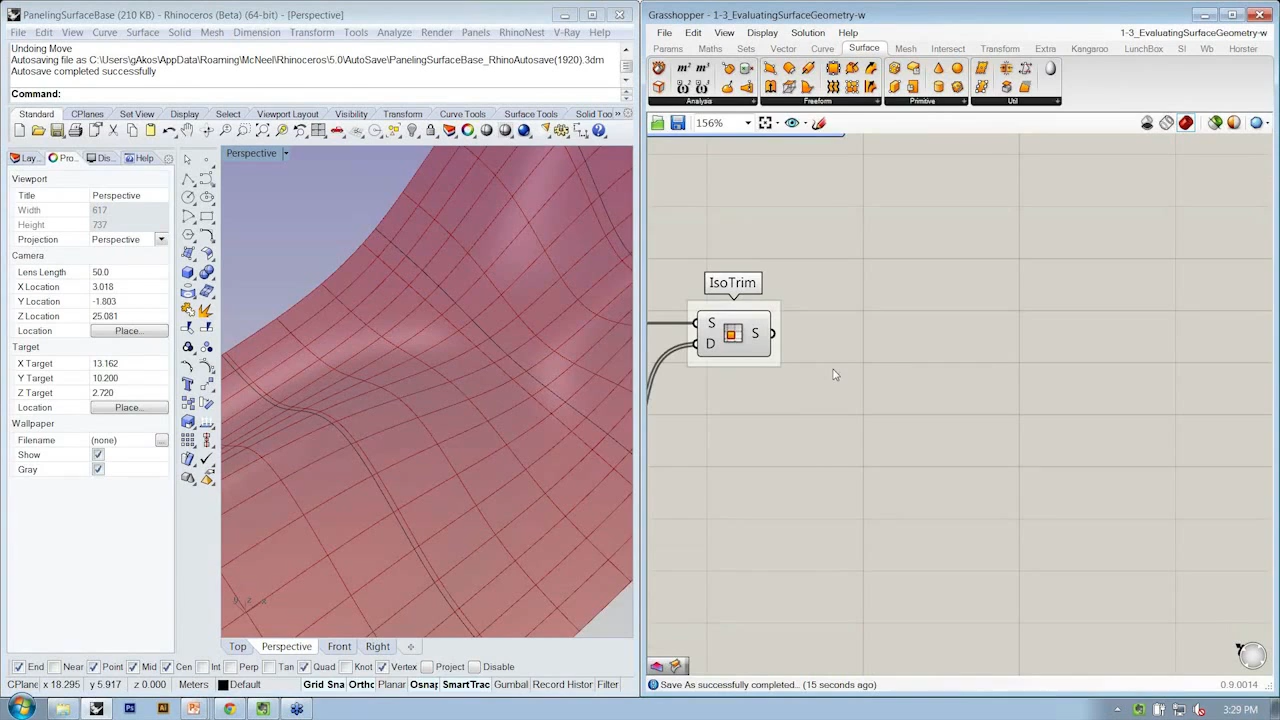 PanelingSurfaceBase (210 KB) - Rhinoceros (Beta) (64-bit) - [Perspective]
File Edit View Curve Surface Solid Mesh Dimension Transform Tools Analyze Render Panels RhinoNest V-Ray Help
Undoing Move
Autosaving file as C:\Users\gAkos\AppData\Roaming\McNeel\Rhinoceros\5.0\AutoSave\PanelingSurfaceBase_RhinoAutosave(1920).3dm
Autosave completed successfully
Command:
Standard CPlanes Set View Display Select Viewport Layout Visibility Transform Curve Tools Surface Tools Solid Too »
Lay... Pro... Dis... Help
Viewport
Title Perspective
Width 617
Height 737
Projection Perspective
Camera
Lens Length 50.0
X Location 3.018
Y Location -1.803
Z Location 25.081
Location Place...
Target
X Target 13.162
Y Target 10.200
Z Target 2.720
Location Place...
Wallpaper
Filename (none) ...
Show
Gray
Perspective
Top Perspective Front Right
End Near Point Mid Cen Int Perp Tan Quad Knot Vertex Project Disable
CPlane x 18.295 y 5.917 z 0.000 Meters Default Grid Sna Ortho Planar Osnap SmartTrac Gumbal Record Histor Filter
Grasshopper - 1-3_EvaluatingSurfaceGeometry-w
File Edit View Display Solution Help 1-3_EvaluatingSurfaceGeometry-w
Params Maths Sets Vector Curve Surface Mesh Intersect Transform Extra Kangaroo LunchBox SI Wb Horster
Analysis Freeform Primitive Util
156%
IsoTrim
S
D
S
Save As successfully completed... (15 seconds ago) 0.9.0014
3:29 PM